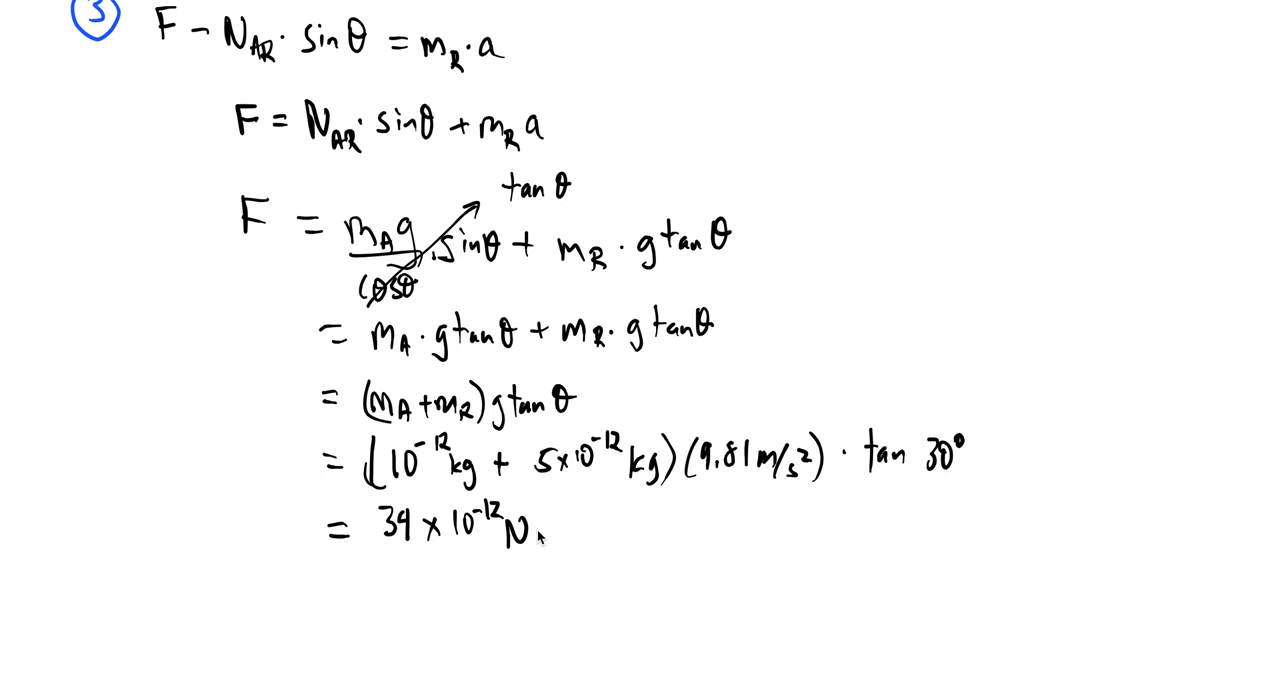 ③ F - N_AR · sinθ = m_R · a
F = N_AR · sinθ + m_R a
tan θ
F = m_A g / cosθ · sinθ + m_R · g tanθ
= m_A · g tanθ + m_R · g tanθ
= (m_A + m_R) g tanθ
= (10⁻¹² kg + 5×10⁻¹² kg)(9.81 m/s²) · tan 30°
= 34 × 10⁻¹² N